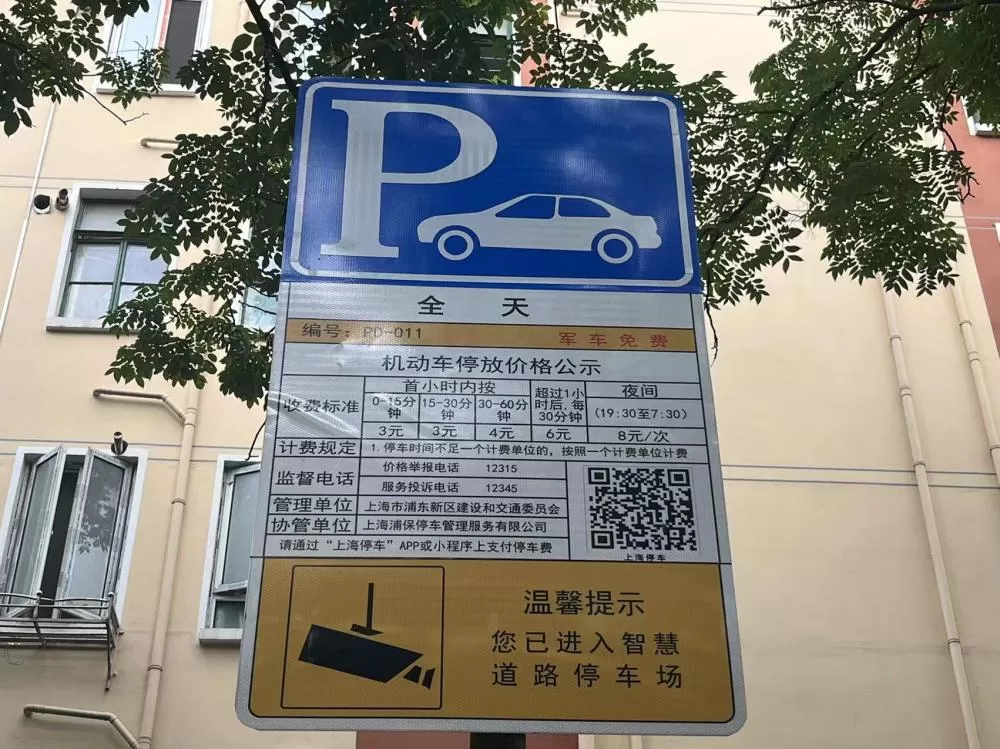 P
全天
编号: PD-011 军车免费
机动车停放价格公示
收费标准 首小时内按 超过1小时后,每30分钟 夜间
0-15分钟 15-30分钟 30-60分钟 (19:30至7:30)
3元 3元 4元 6元 8元/次
计费规定 1.停车时间不足一个计费单位的,按照一个计费单位计费
监督电话 价格举报电话 12315
服务投诉电话 12345
管理单位 上海市浦东新区建设和交通委员会
协管单位 上海浦保停车管理服务有限公司
请通过“上海停车”APP或小程序上支付停车费
上海停车
温馨提示
您已进入智慧
道路停车场